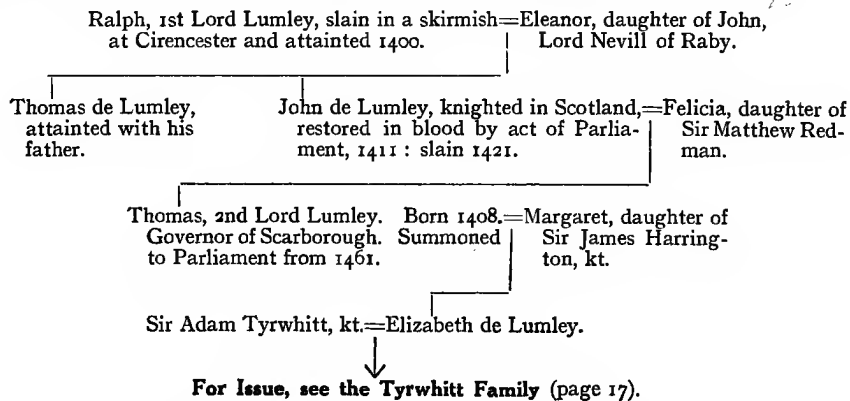 Ralph, 1st Lord Lumley, slain in a skirmish=Eleanor, daughter of John,
at Cirencester and attainted 1400. Lord Nevill of Raby.
Thomas de Lumley, John de Lumley, knighted in Scotland,=Felicia, daughter of
attainted with his restored in blood by act of Parlia- Sir Matthew Red-
father. ment, 1411 : slain 1421. man.
Thomas, 2nd Lord Lumley. Born 1408.=Margaret, daughter of
Governor of Scarborough. Summoned Sir James Harring-
to Parliament from 1461. ton, kt.
Sir Adam Tyrwhitt, kt.=Elizabeth de Lumley.
For Issue, see the Tyrwhitt Family (page 17).